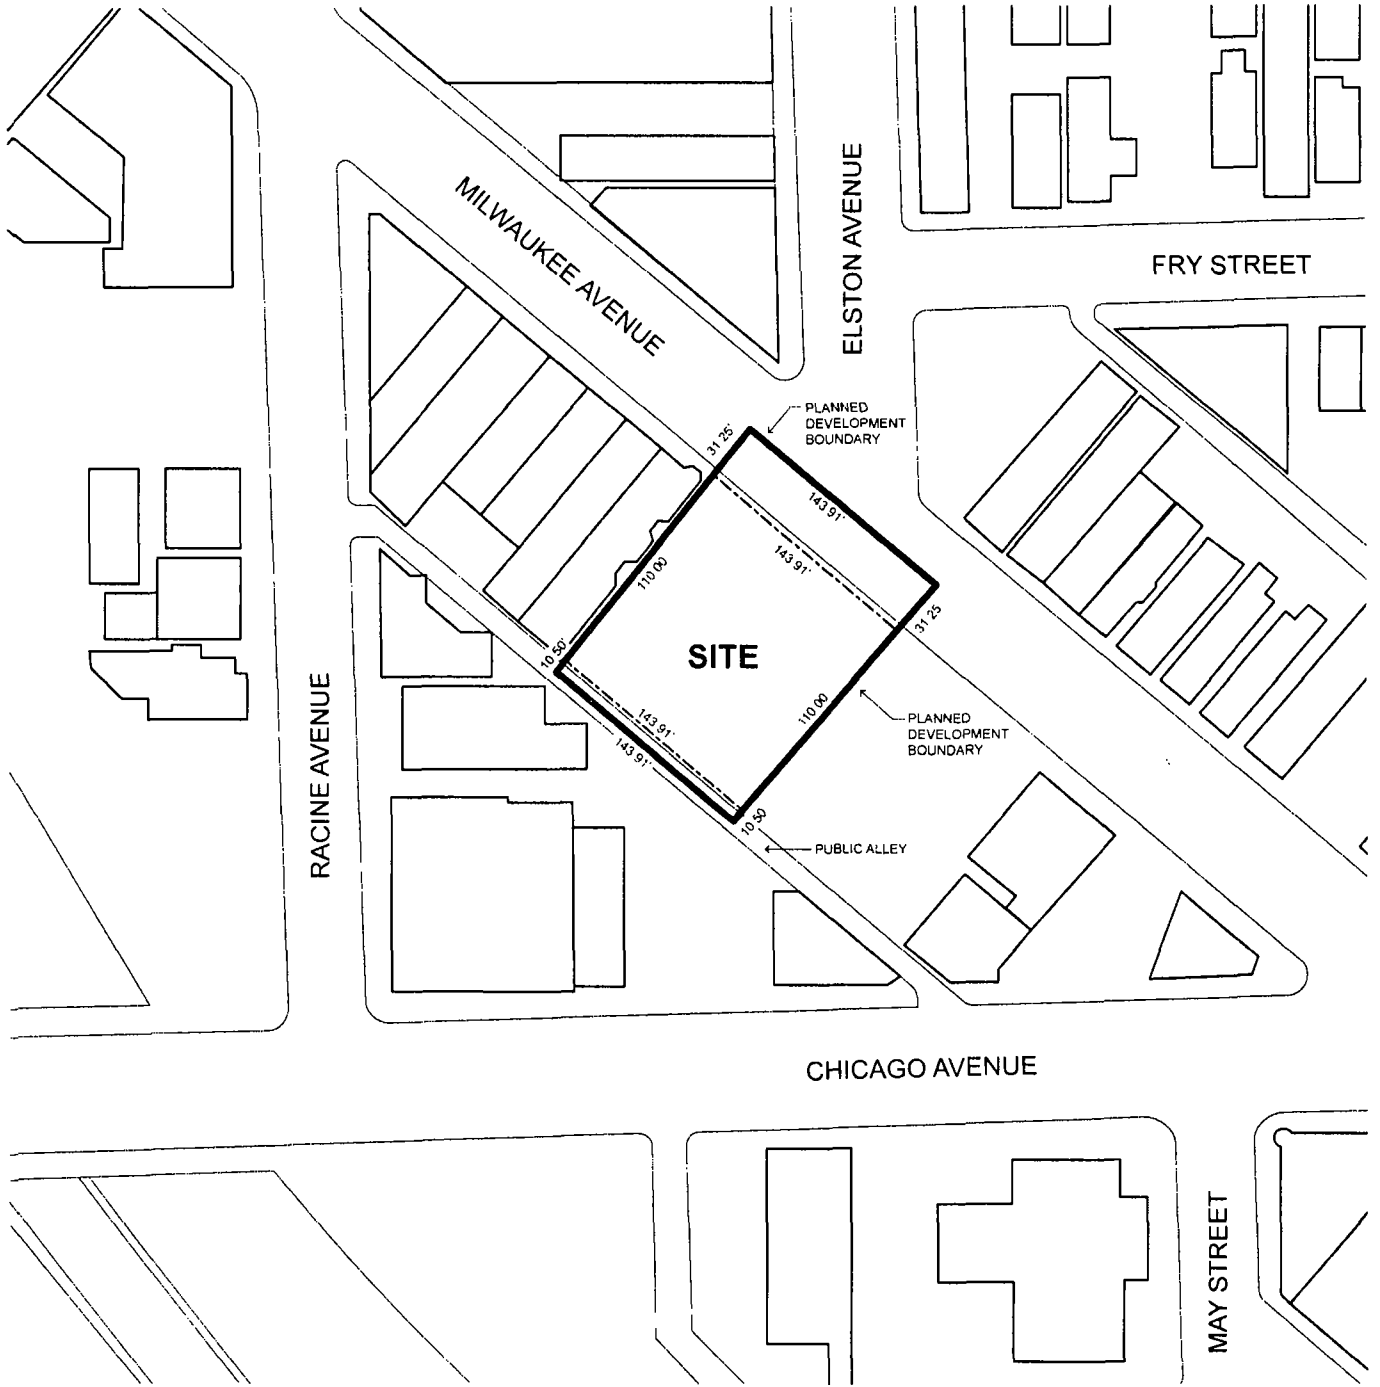 MILWAUKEE AVENUE
ELSTON AVENUE
FRY STREET
PLANNED
DEVELOPMENT
BOUNDARY
31 25'
143 91'
143 91'
110 00
31 25
SITE
10 50'
110 00
143 91'
143 91'
PLANNED
DEVELOPMENT
BOUNDARY
10 50
PUBLIC ALLEY
RACINE AVENUE
CHICAGO AVENUE
MAY STREET